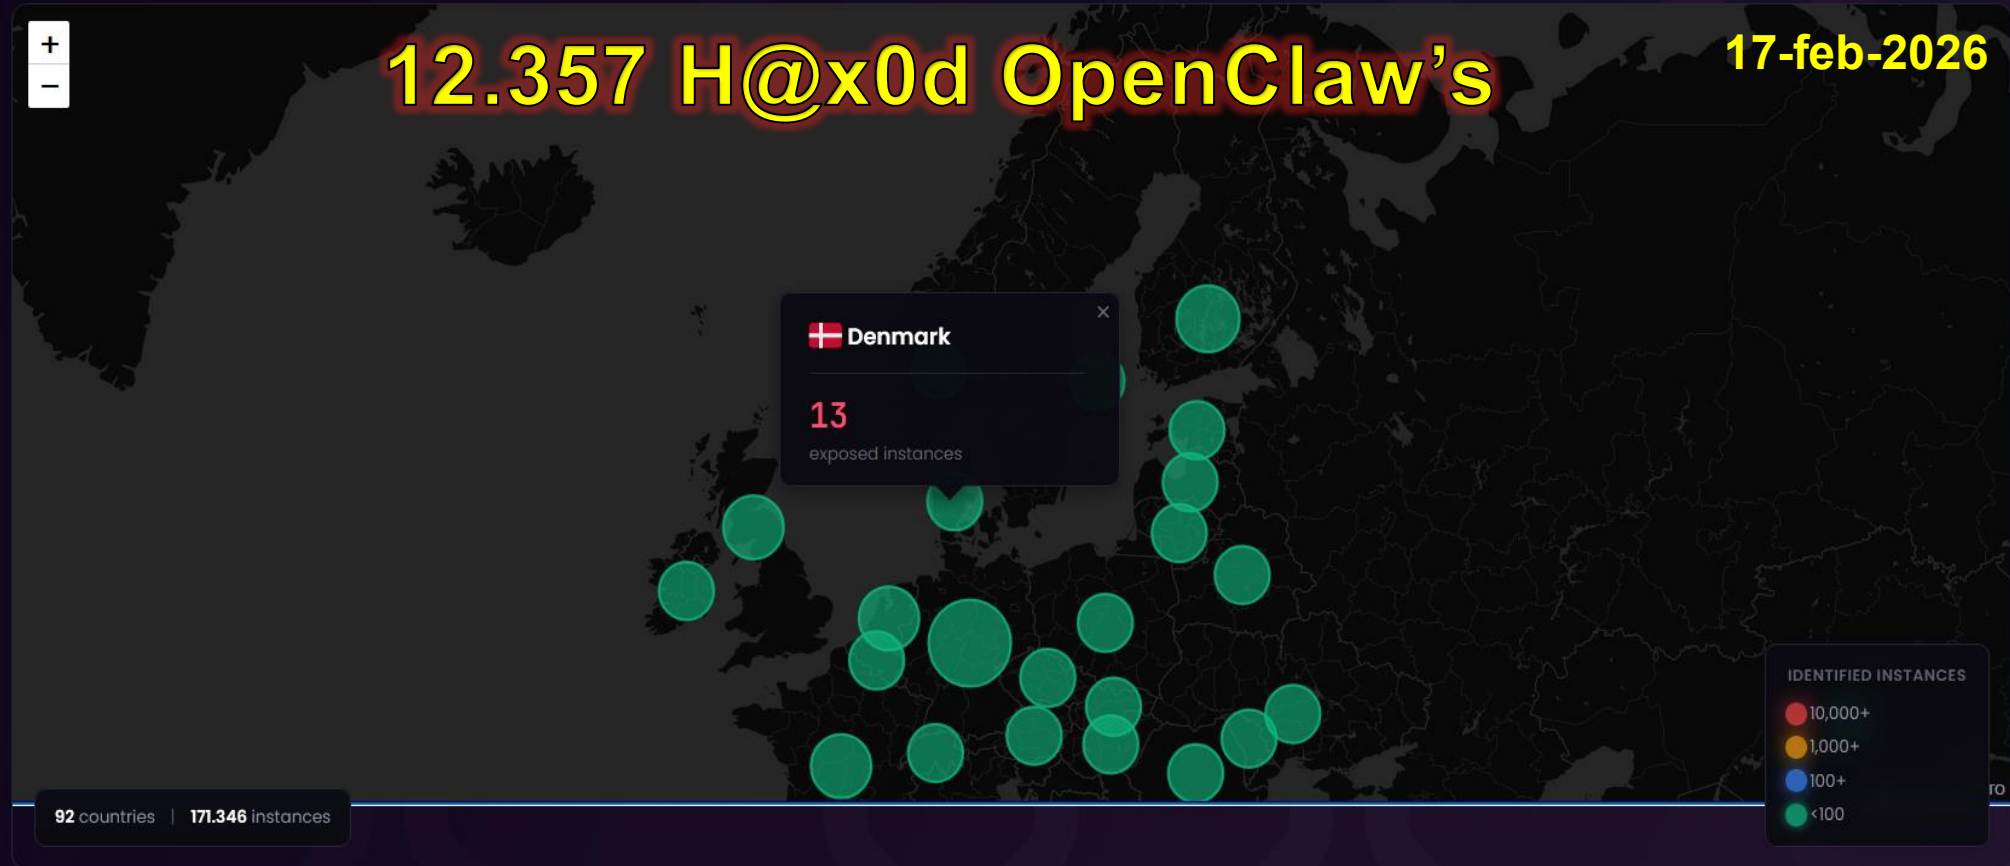 +
−
12.357 H@x0d OpenClaw’s
17-feb-2026
×
Denmark
13
exposed instances
IDENTIFIED INSTANCES
10,000+
1,000+
100+
<100
92 countries | 171.346 instances